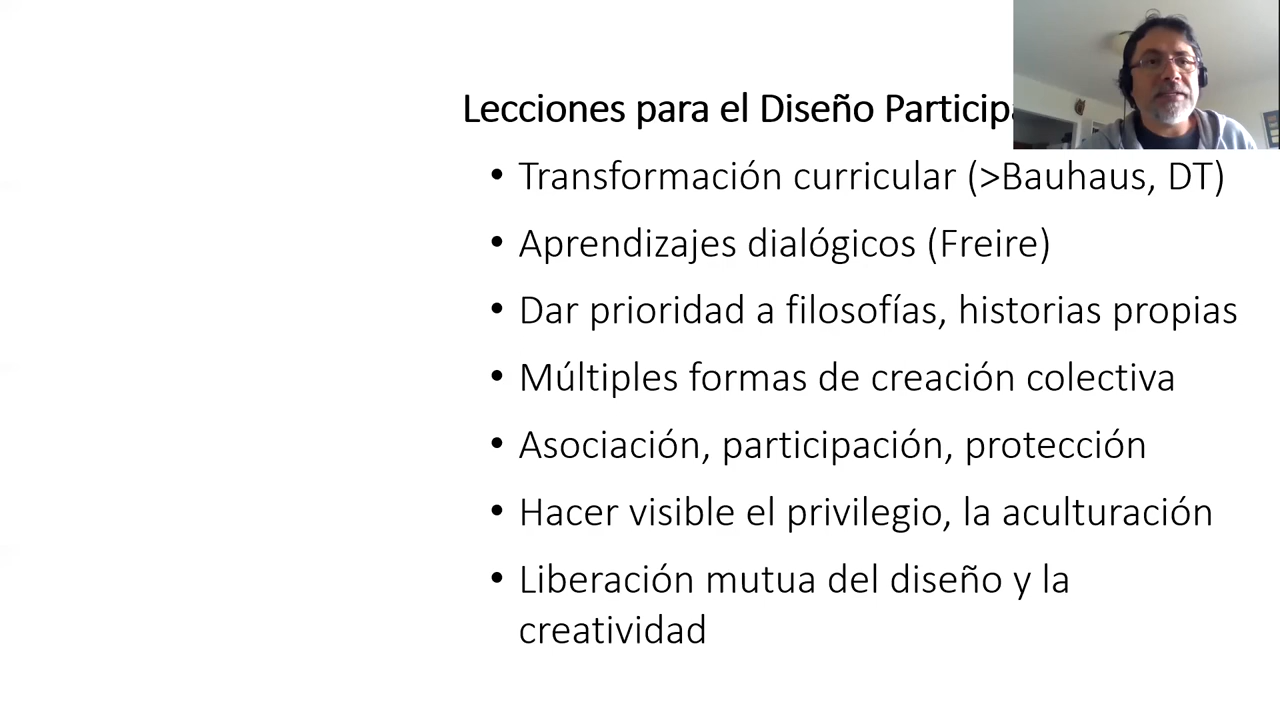 Lecciones para el Diseño
• Transformación curricular (>Bauhaus, DT)
• Aprendizajes dialógicos (Freire)
• Dar prioridad a filosofías, historias propias
• Múltiples formas de creación colectiva
• Asociación, participación, protección
• Hacer visible el privilegio, la aculturación
• Liberación mutua del diseño y la
creatividad